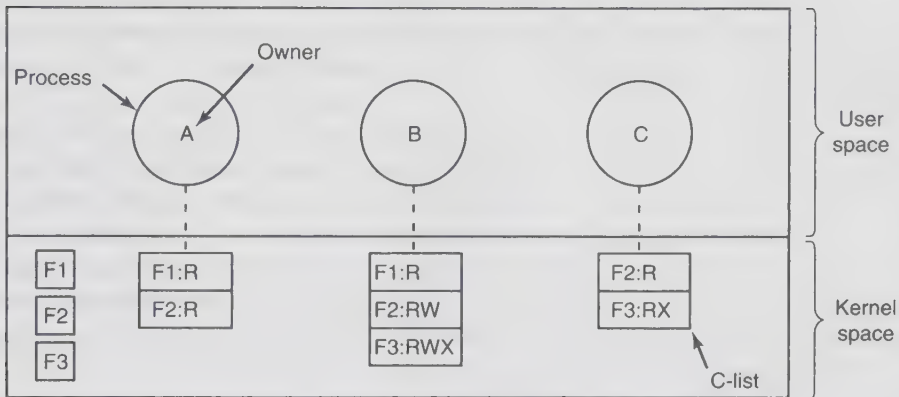 Owner
Process
A
B
C
User
space
F1
F2
F3
F1:R
F2:R
F1:R
F2:RW
F3:RWX
F2:R
F3:RX
C-list
Kernel
space